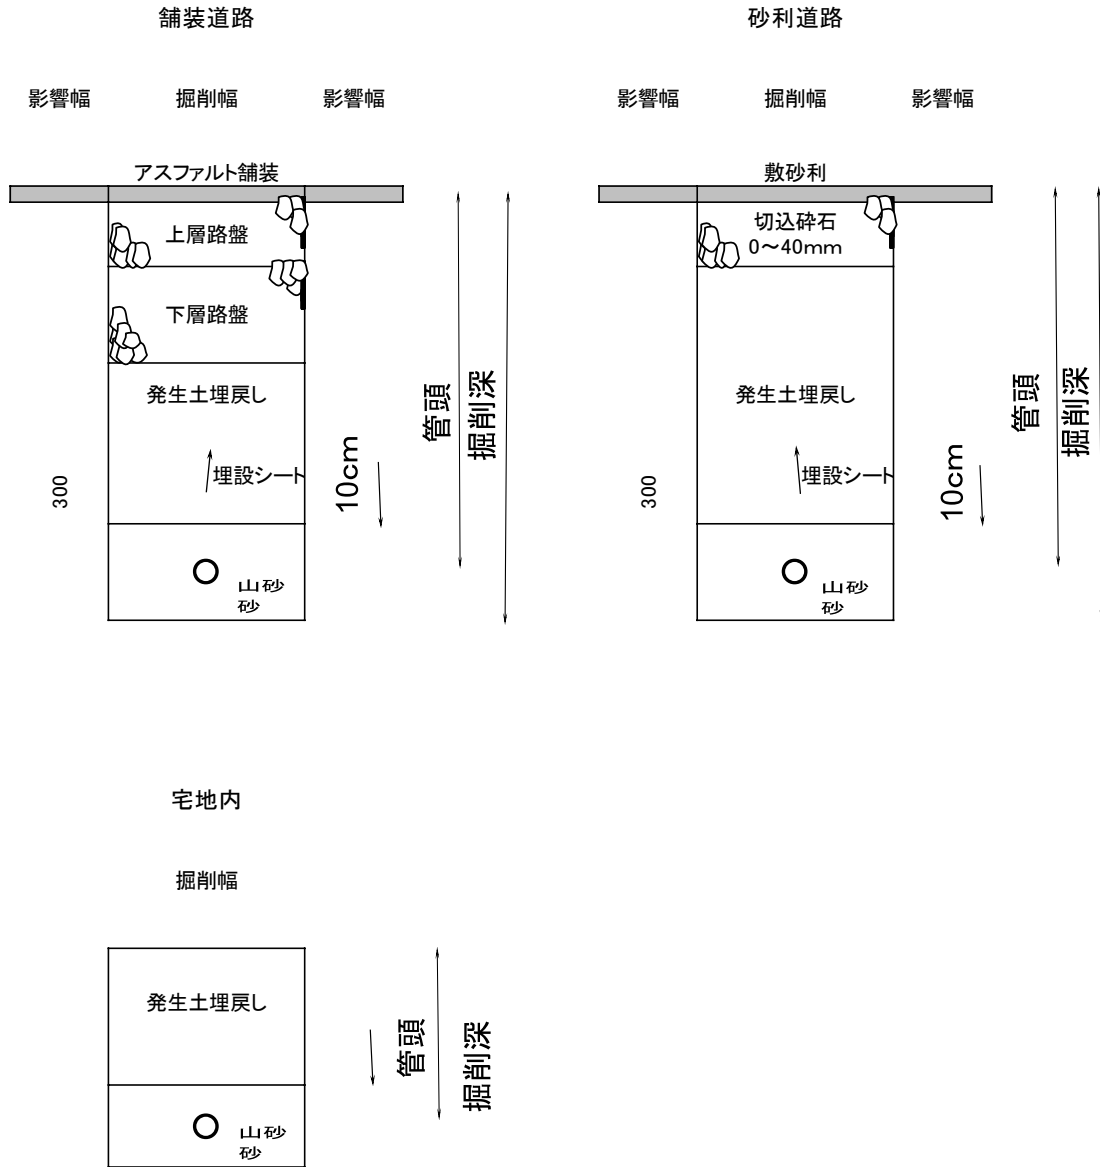 舗装道路
影響幅 掘削幅 影響幅
アスファルト舗装
上層路盤
下層路盤
発生土埋戻し
埋設シート
300
10cm
管頭
掘削深
山砂
砂
砂利道路
影響幅 掘削幅 影響幅
敷砂利
切込砕石
0～40mm
発生土埋戻し
埋設シート
300
10cm
管頭
掘削深
山砂
砂
宅地内
掘削幅
発生土埋戻し
管頭
掘削深
山砂
砂